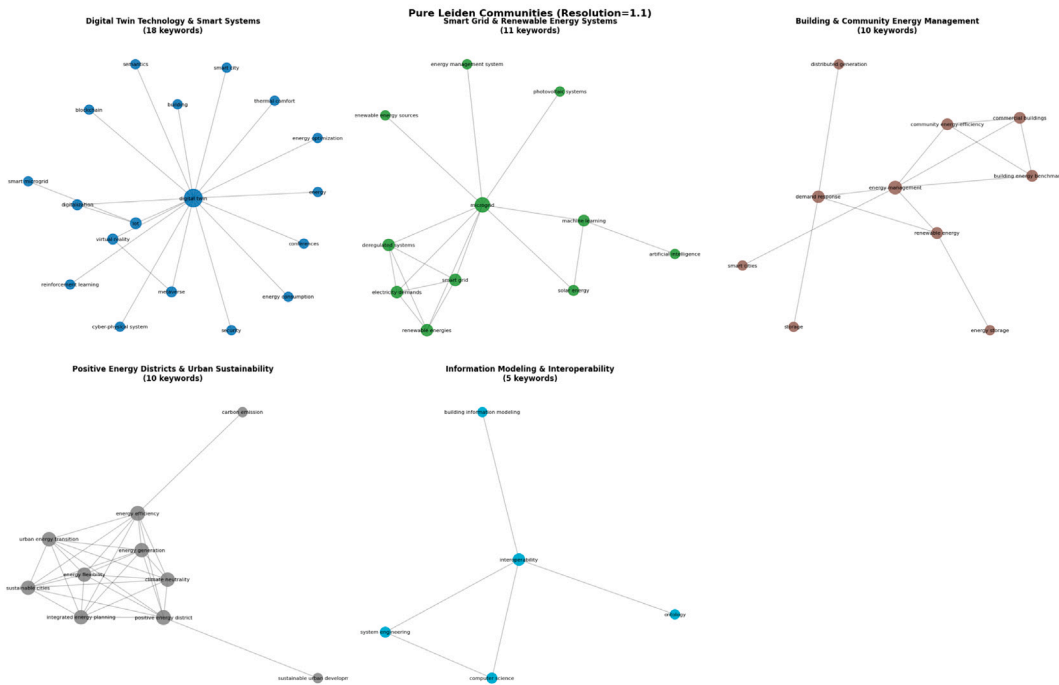 Pure Leiden Communities (Resolution=1.1)
Digital Twin Technology & Smart Systems
(18 keywords)
semantics
smart city
blockchain
building
thermal comfort
energy optimization
smart microgrid
digital twin
energy
digitalization
iot
virtual reality
conferences
reinforcement learning
metaverse
energy consumption
cyber-physical system
security
Smart Grid & Renewable Energy Systems
(11 keywords)
energy management system
photovoltaic systems
enewable energy sources
microgrid
machine learning
deregulated systems
artificial intelligence
smart grid
electricity demands
solar energy
renewable energies
Building & Community Energy Management
(10 keywords)
distributed generation
commercial buildings
community energy-efficiency
building energy benchmar
energy management
demand response
renewable energy
smart cities
storage
energy storage
Positive Energy Districts & Urban Sustainability
(10 keywords)
carbon emission
energy efficiency
urban energy transition
energy generation
energy flexibility
climate neutrality
sustainable cities
integrated energy planning
positive energy district
sustainable urban developm
Information Modeling & Interoperability
(5 keywords)
building information modeling
interoperability
ontology
system engineering
computer science